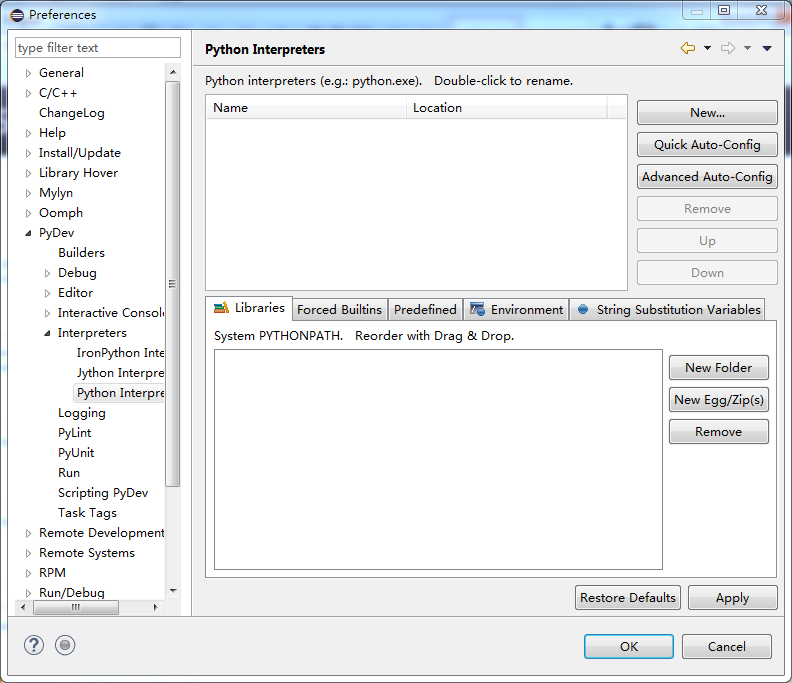 Preferences
type filter text
General
C/C++
ChangeLog
Help
Install/Update
Library Hover
Mylyn
Oomph
PyDev
Builders
Debug
Editor
Interactive Consol
Interpreters
IronPython Inte
Jython Interpre
Python Interpre
Logging
PyLint
PyUnit
Run
Scripting PyDev
Task Tags
Remote Development
Remote Systems
RPM
Run/Debug
Python Interpreters
Python interpreters (e.g.: python.exe).   Double-click to rename.
Name Location
New...
Quick Auto-Config
Advanced Auto-Config
Remove
Up
Down
Libraries Forced Builtins Predefined Environment String Substitution Variables
System PYTHONPATH.   Reorder with Drag & Drop.
New Folder
New Egg/Zip(s)
Remove
Restore Defaults Apply
OK Cancel